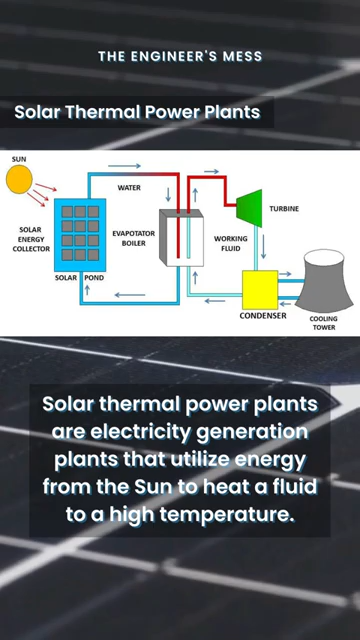 THE ENGINEER'S MESS
Solar Thermal Power Plants
SUN
WATER
SOLAR
ENERGY
COLLECTOR
EVAPOTATOR
BOILER
WORKING
FLUID
TURBINE
SOLAR POND
CONDENSER
COOLING
TOWER
Solar thermal power plants
are electricity generation
plants that utilize energy
from the Sun to heat a fluid
to a high temperature.